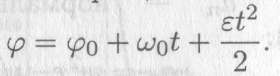 φ = φ₀ + ω₀t + εt²/2.